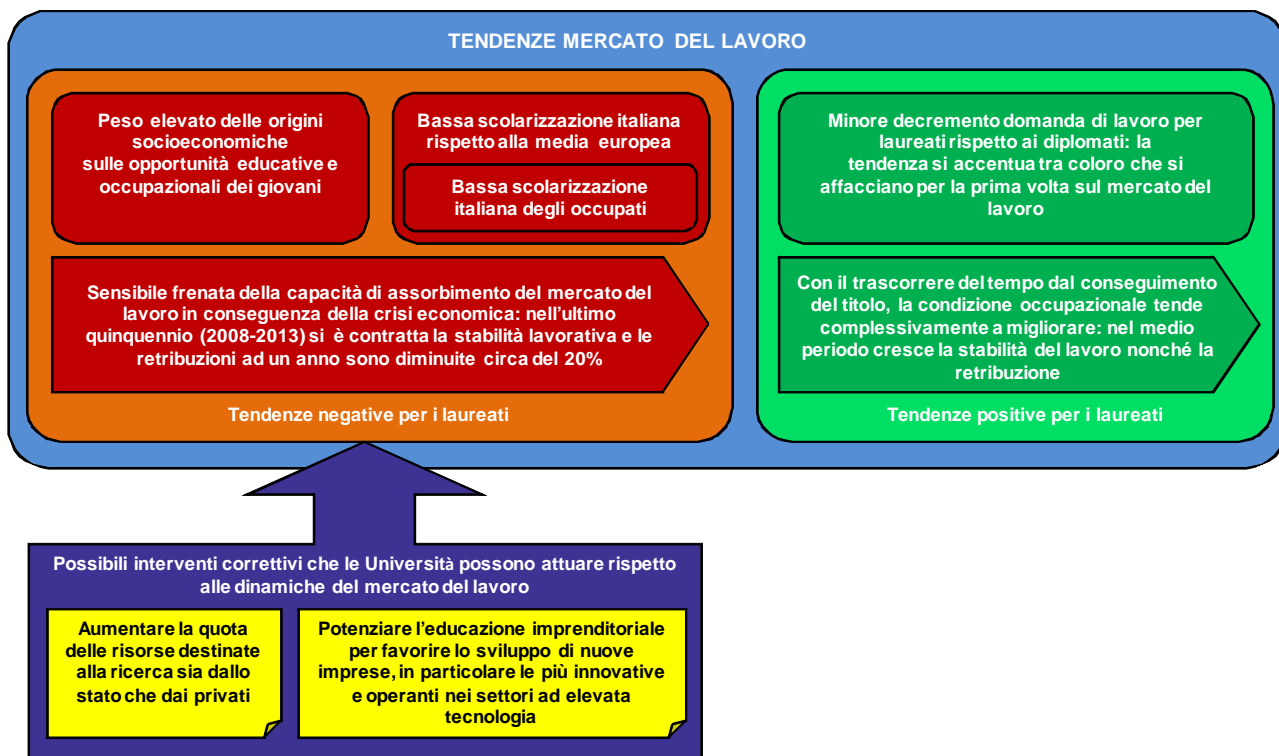 TENDENZE MERCATO DEL LAVORO
Peso elevato delle origini
socioeconomiche
sulle opportunità educative e
occupazionali dei giovani
Bassa scolarizzazione italiana
rispetto alla media europea
Bassa scolarizzazione
italiana degli occupati
Sensibile frenata della capacità di assorbimento del mercato del
lavoro in conseguenza della crisi economica: nell'ultimo
quinquennio (2008-2013) si è contratta la stabilità lavorativa e le
retribuzioni ad un anno sono diminuite circa del 20%
Tendenze negative per i laureati
Minore decremento domanda di lavoro per
laureati rispetto ai diplomati: la
tendenza si accentua tra coloro che si
affacciano per la prima volta sul mercato del
lavoro
Con il trascorrere del tempo dal conseguimento
del titolo, la condizione occupazionale tende
complessivamente a migliorare: nel medio
periodo cresce la stabilità del lavoro nonché la
retribuzione
Tendenze positive per i laureati
Possibili interventi correttivi che le Università possono attuare rispetto
alle dinamiche del mercato del lavoro
Aumentare la quota
delle risorse destinate
alla ricerca sia dallo
stato che dai privati
Potenziare l'educazione imprenditoriale
per favorire lo sviluppo di nuove
imprese, in particolare le più innovative
e operanti nei settori ad elevata
tecnologia